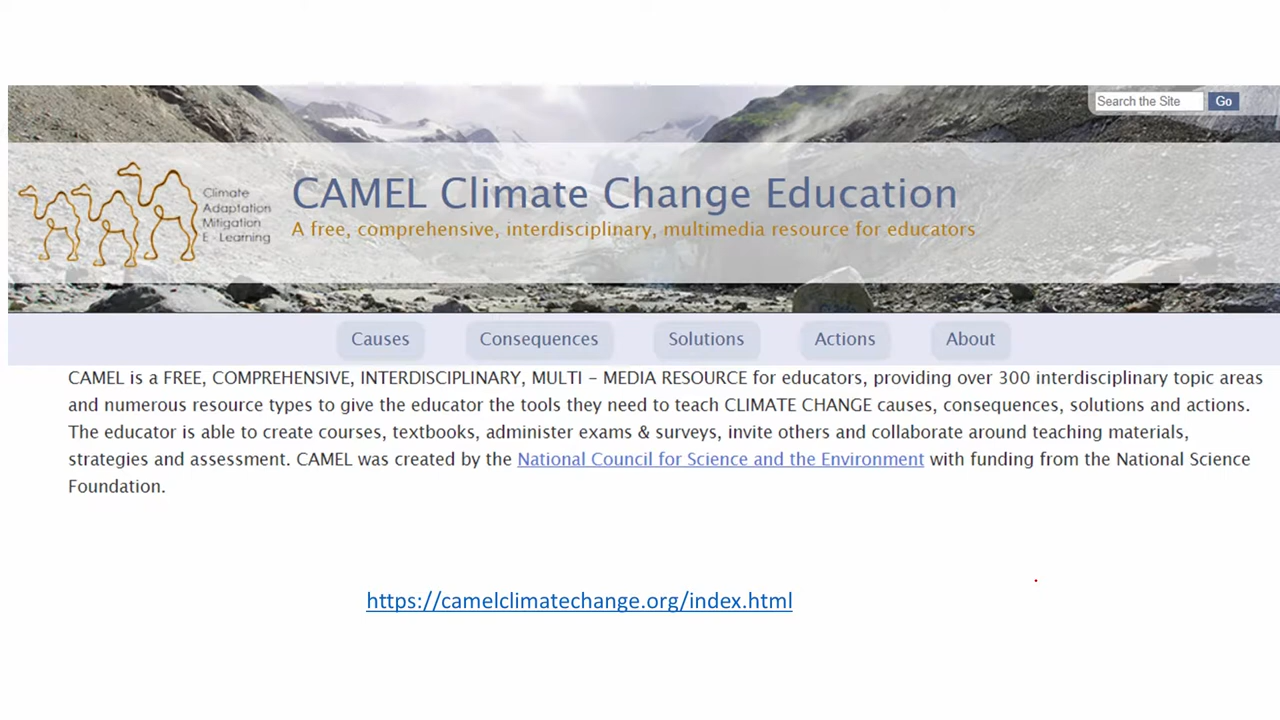 Search the Site Go
Climate
Adaptation
Mitigation
E - Learning
CAMEL Climate Change Education
A free, comprehensive, interdisciplinary, multimedia resource for educators
Causes Consequences Solutions Actions About
CAMEL is a FREE, COMPREHENSIVE, INTERDISCIPLINARY, MULTI – MEDIA RESOURCE for educators, providing over 300 interdisciplinary topic areas
and numerous resource types to give the educator the tools they need to teach CLIMATE CHANGE causes, consequences, solutions and actions.
The educator is able to create courses, textbooks, administer exams & surveys, invite others and collaborate around teaching materials,
strategies and assessment. CAMEL was created by the National Council for Science and the Environment with funding from the National Science
Foundation.
https://camelclimatechange.org/index.html